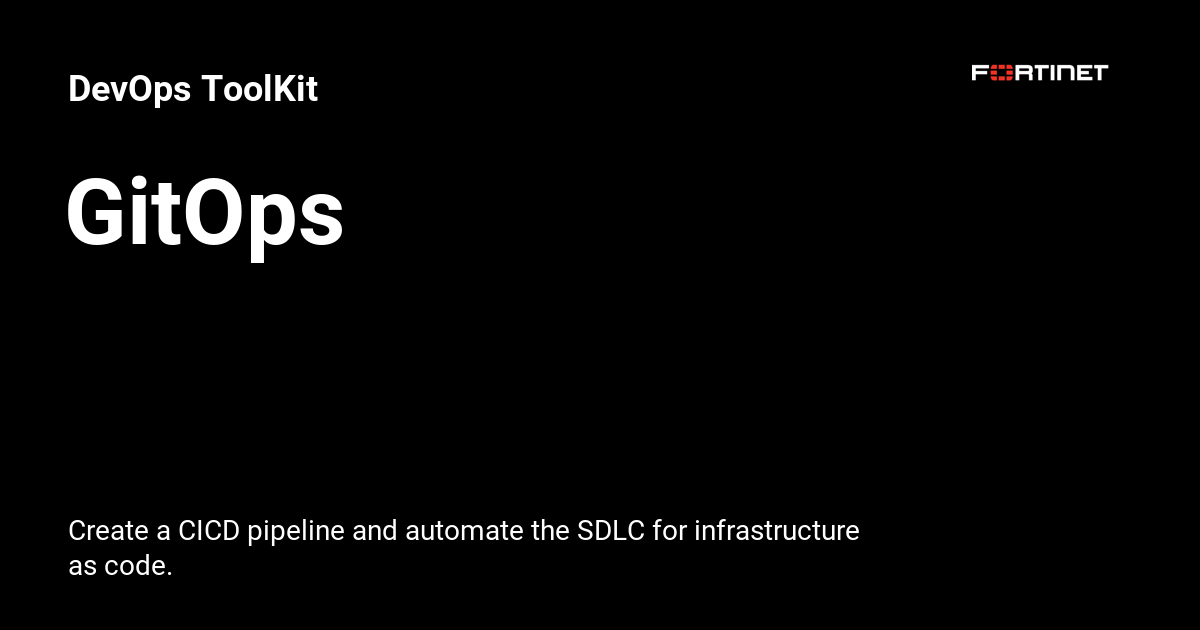 DevOps ToolKit
FORTINET
GitOps
Create a CICD pipeline and automate the SDLC for infrastructure
as code.